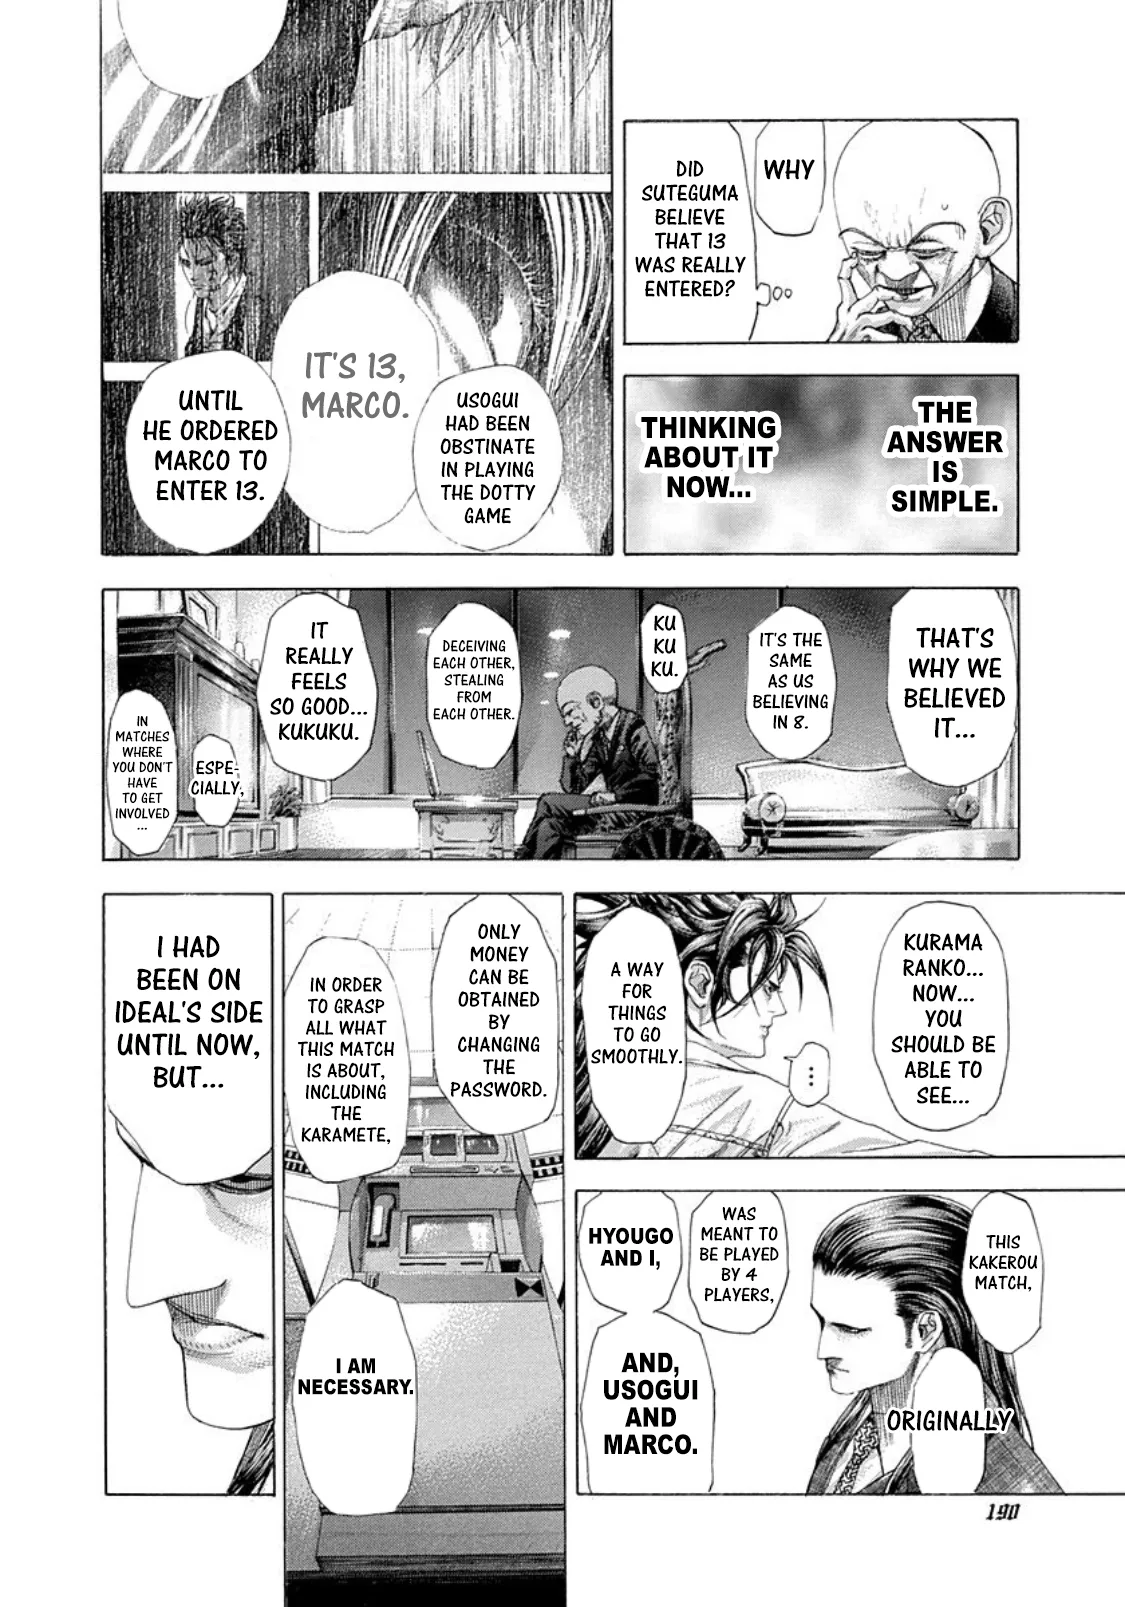 WHY
DID
SUTEGUMA
BELIEVE
THAT 13
WAS REALLY
ENTERED?
THE
ANSWER
IS
SIMPLE.
THINKING
ABOUT IT
NOW...
USOGUI
HAD BEEN
OBSTINATE
IN PLAYING
THE DOTTY
GAME
IT'S 13,
MARCO.
UNTIL
HE ORDERED
MARCO TO
ENTER 13.
THAT'S
WHY WE
BELIEVED
IT...
IT'S THE
SAME
AS US
BELIEVING
IN 8.
KU
KU
KU.
DECEIVING
EACH OTHER,
STEALING
FROM
EACH OTHER.
IT
REALLY
FEELS
SO GOOD...
KUKUKU.
ESPE-
CIALLY,
IN
MATCHES
WHERE
YOU DON'T
HAVE
TO GET
INVOLVED
...
KURAMA
RANKO...
NOW...
YOU
SHOULD BE
ABLE TO
SEE...
...
A WAY
FOR
THINGS
TO GO
SMOOTHLY.
THIS
KAKEROU
MATCH,
ORIGINALLY
WAS
MEANT TO
BE PLAYED
BY 4
PLAYERS,
HYOUGO
AND I,
AND,
USOGUI
AND
MARCO.
ONLY
MONEY
CAN BE
OBTAINED
BY
CHANGING
THE
PASSWORD.
IN ORDER
TO GRASP
ALL WHAT
THIS MATCH
IS ABOUT,
INCLUDING
THE
KARAMETE,
I AM
NECESSARY.
I HAD
BEEN ON
IDEAL'S SIDE
UNTIL NOW,
BUT...
190